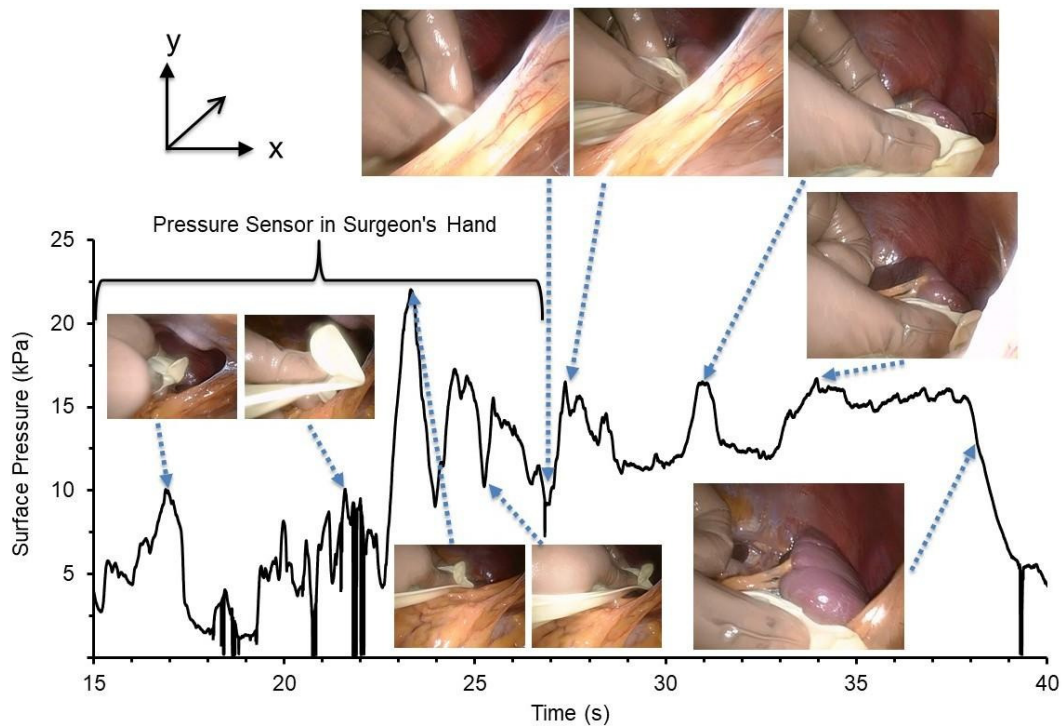 y
x
Pressure Sensor in Surgeon's Hand
25
20
15
10
5
Surface Pressure (kPa)
15 20 25 30 35 40
Time (s)